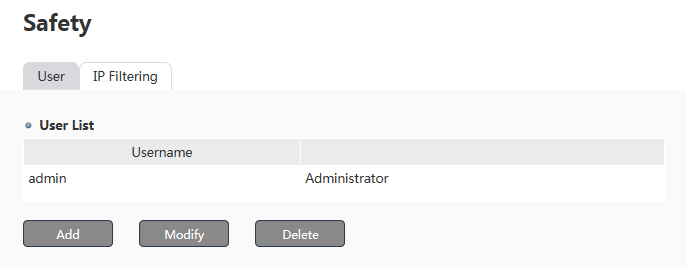 Safety
User IP Filtering
User List
Username
admin Administrator
Add Modify Delete